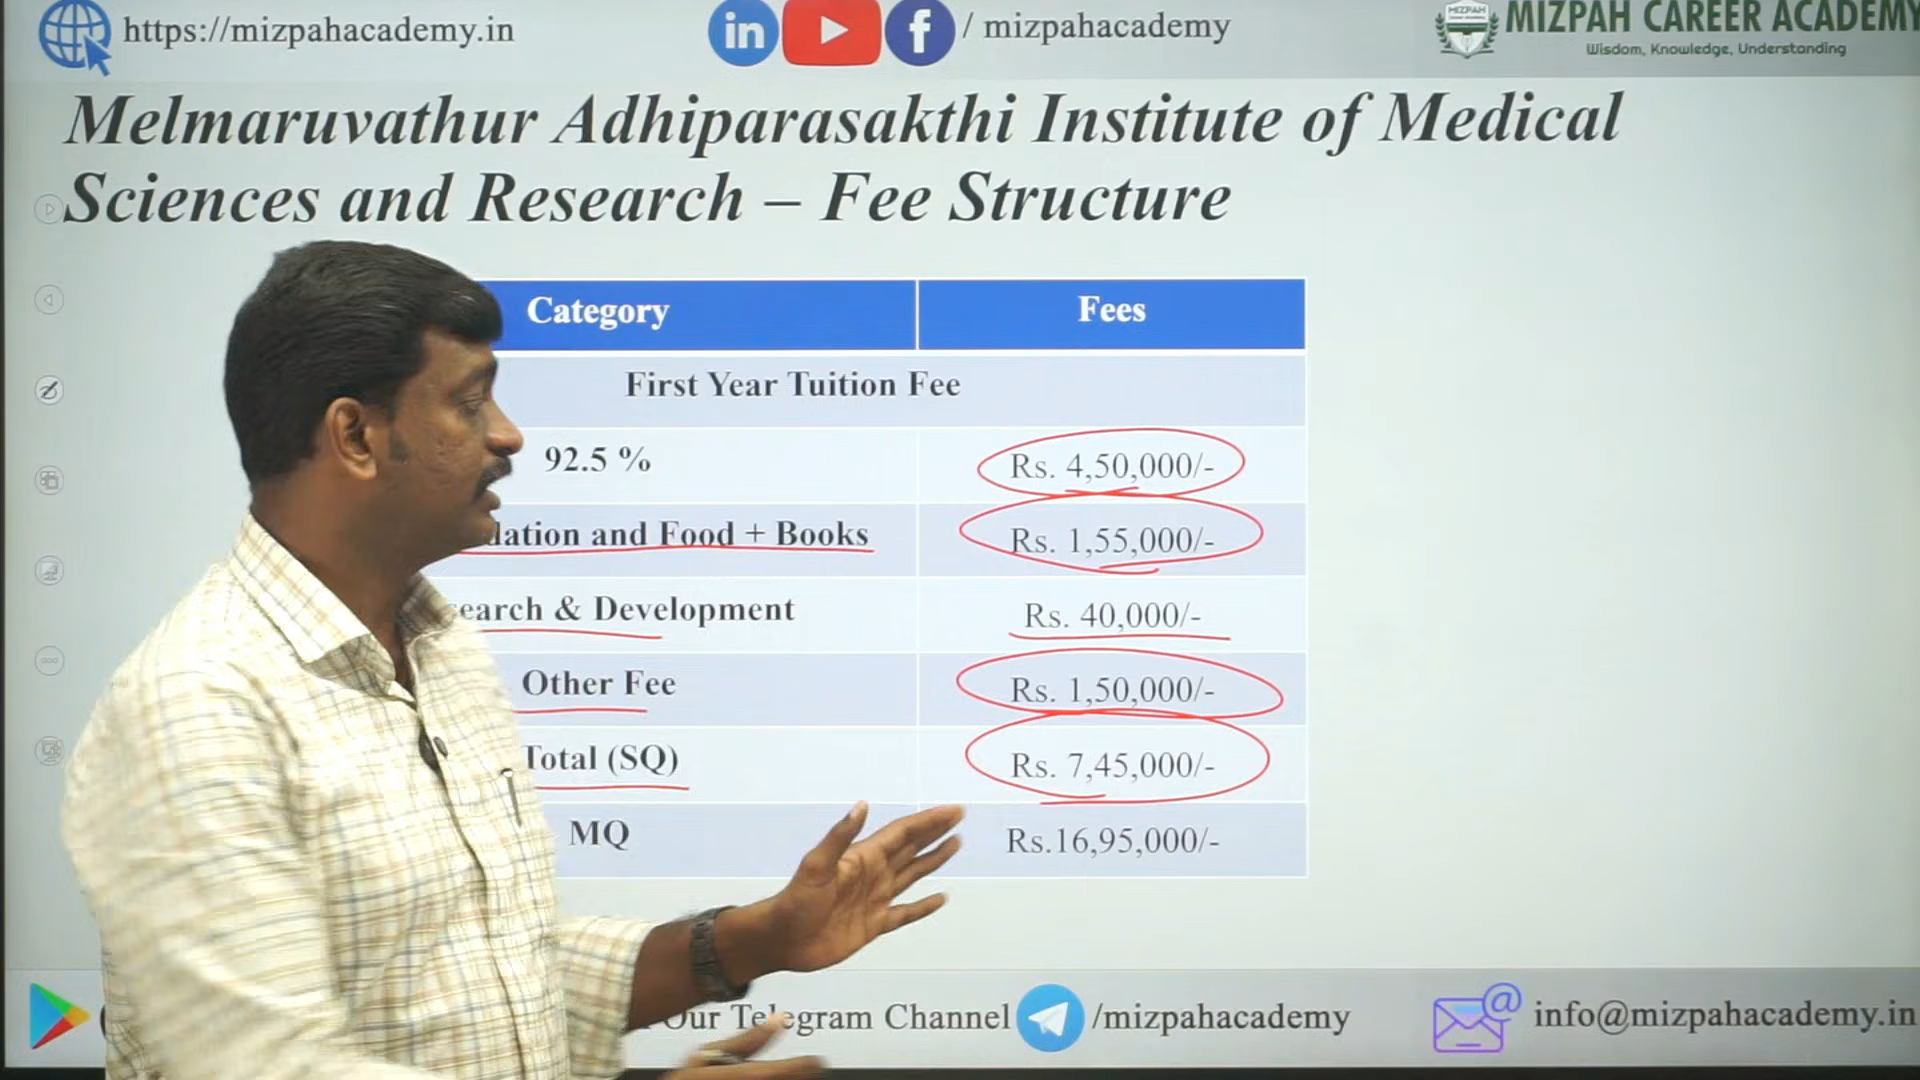 https://mizpahacademy.in
/ mizpahacademy
MIZPAH CAREER ACADEMY
MIZPAH
Wisdom, Knowledge, Understanding
Melmaruvathur Adhiparasakthi Institute of Medical
Sciences and Research – Fee Structure
Category Fees
First Year Tuition Fee
92.5 % Rs. 4,50,000/-
and Food + Books Rs. 1,55,000/-
& Development Rs. 40,000/-
Other Fee Rs. 1,50,000/-
Total (SQ) Rs. 7,45,000/-
MQ Rs.16,95,000/-
Our Telegram Channel /mizpahacademy
info@mizpahacademy.in